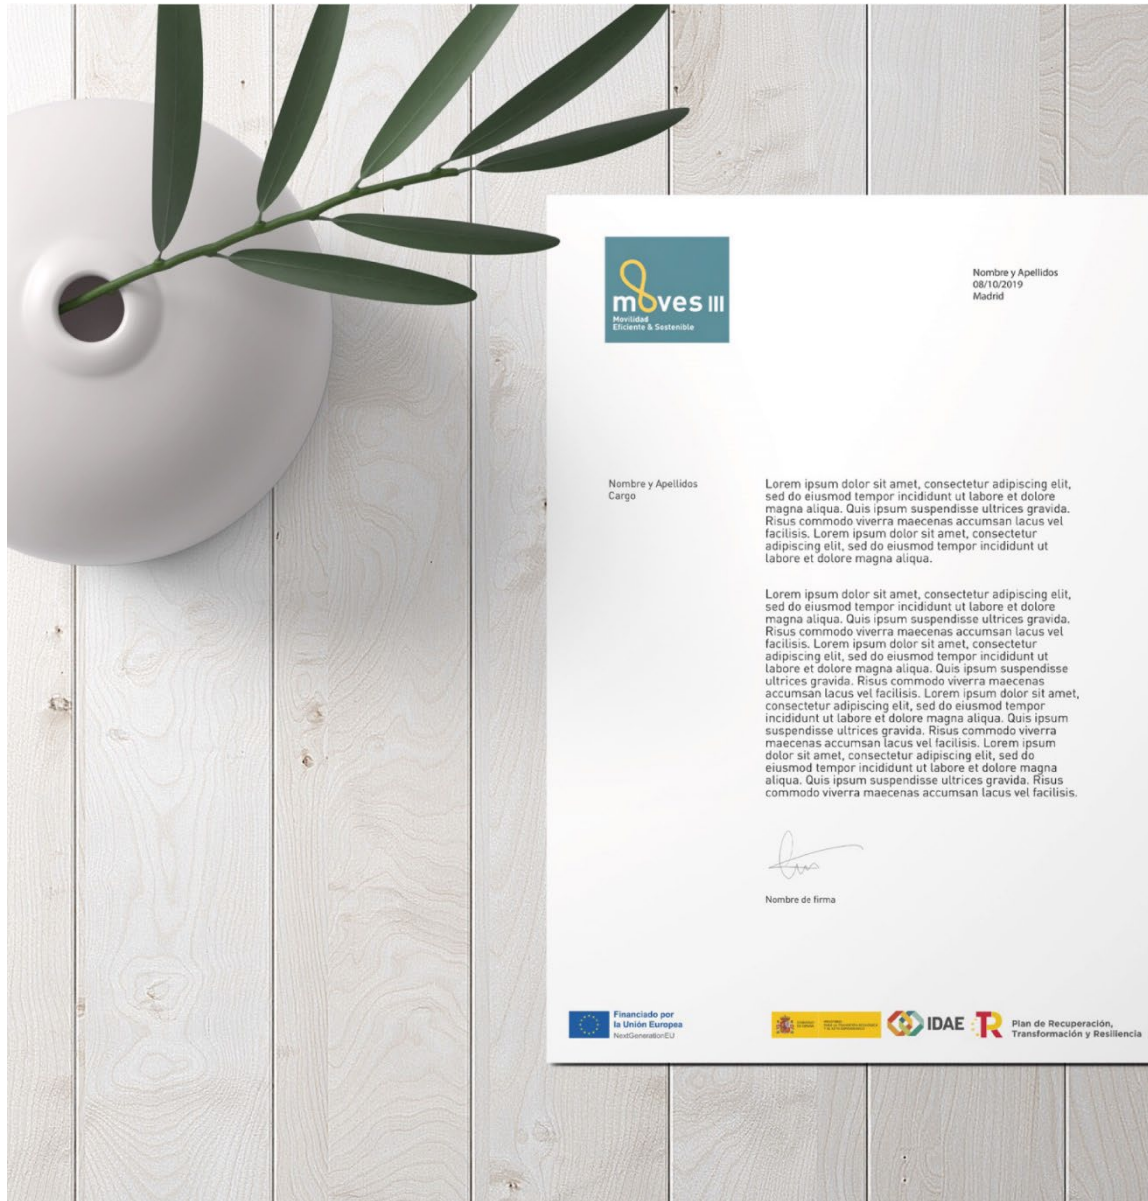 moves III
Movilidad
Eficiente & Sostenible
Nombre y Apellidos
08/10/2019
Madrid
Nombre y Apellidos
Cargo
Lorem ipsum dolor sit amet, consectetur adipiscing elit,
sed do eiusmod tempor incididunt ut labore et dolore
magna aliqua. Quis ipsum suspendisse ultrices gravida.
Risus commodo viverra maecenas accumsan lacus vel
facilisis. Lorem ipsum dolor sit amet, consectetur
adipiscing elit, sed do eiusmod tempor incididunt ut
labore et dolore magna aliqua.
Lorem ipsum dolor sit amet, consectetur adipiscing elit,
sed do eiusmod tempor incididunt ut labore et dolore
magna aliqua. Quis ipsum suspendisse ultrices gravida.
Risus commodo viverra maecenas accumsan lacus vel
facilisis. Lorem ipsum dolor sit amet, consectetur
adipiscing elit, sed do eiusmod tempor incididunt ut
labore et dolore magna aliqua. Quis ipsum suspendisse
ultrices gravida. Risus commodo viverra maecenas
accumsan lacus vel facilisis. Lorem ipsum dolor sit amet,
consectetur adipiscing elit, sed do eiusmod tempor
incididunt ut labore et dolore magna aliqua. Quis ipsum
suspendisse ultrices gravida. Risus commodo viverra
maecenas accumsan lacus vel facilisis. Lorem ipsum
dolor sit amet, consectetur adipiscing elit, sed do
eiusmod tempor incididunt ut labore et dolore magna
aliqua. Quis ipsum suspendisse ultrices gravida. Risus
commodo viverra maecenas accumsan lacus vel facilisis.
Nombre de firma
Financiado por
la Unión Europea
NextGenerationEU
IDAE
TR
Plan de Recuperación,
Transformación y Resiliencia